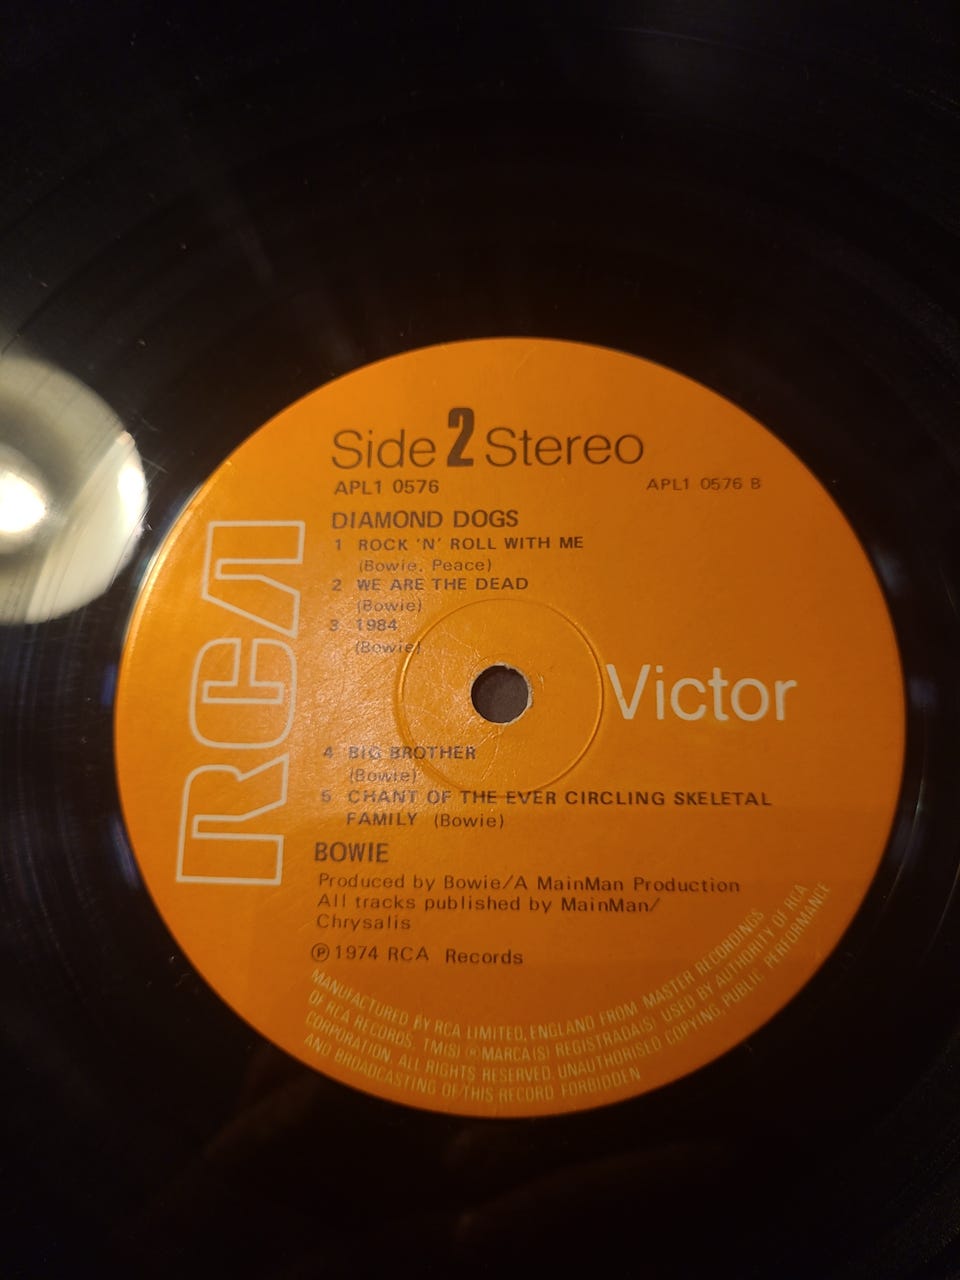 Side 2 Stereo
APL1 0576
APL1 0576 B
DIAMOND DOGS
1 ROCK 'N' ROLL WITH ME
(Bowie, Peace)
2 WE ARE THE DEAD
(Bowie)
3 1984
(Bowie)
RCA
Victor
4 BIG BROTHER
(Bowie)
5 CHANT OF THE EVER CIRCLING SKELETAL
FAMILY (Bowie)
BOWIE
Produced by Bowie/A MainMan Production
All tracks published by MainMan/
Chrysalis
℗ 1974 RCA Records
MANUFACTURED BY RCA LIMITED, ENGLAND FROM MASTER RECORDINGS
OF RCA RECORDS. TM(S) ® MARCA(S) REGISTRADA(S) USED BY AUTHORITY OF RCA
CORPORATION. ALL RIGHTS RESERVED. UNAUTHORISED COPYING, PUBLIC PERFORMANCE
AND BROADCASTING OF THIS RECORD FORBIDDEN